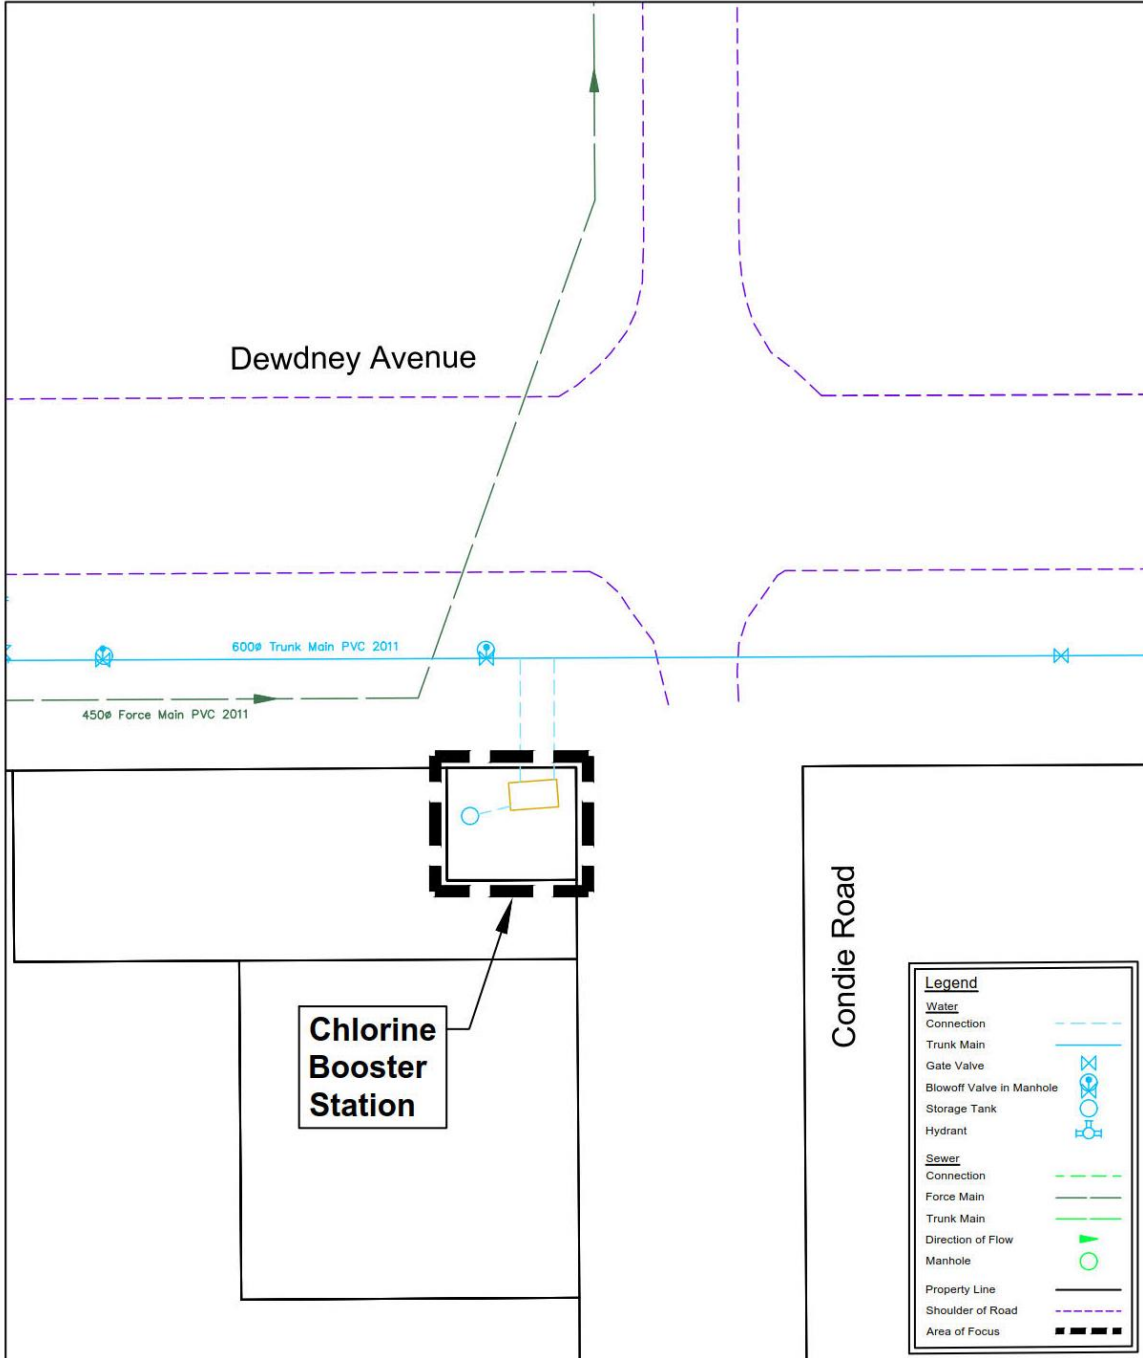 Dewdney Avenue
600ø Trunk Main PVC 2011
450ø Force Main PVC 2011
Chlorine
Booster
Station
Condie Road
Legend
Water
Connection
Trunk Main
Gate Valve
Blowoff Valve in Manhole
Storage Tank
Hydrant
Sewer
Connection
Force Main
Trunk Main
Direction of Flow
Manhole
Property Line
Shoulder of Road
Area of Focus